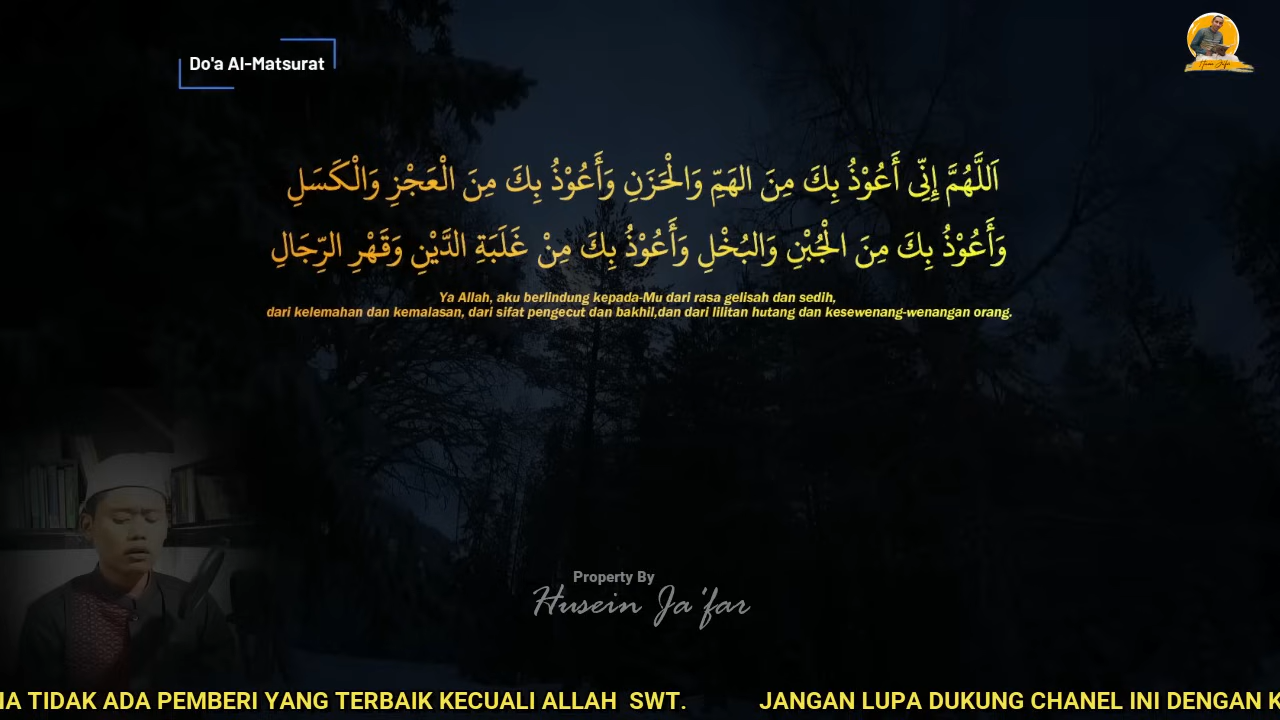 Do'a Al-Matsurat
اَللَّهُمَّ إِنِّى أَعُوْذُ بِكَ مِنَ الهَمِّ وَالْحَزَنِ وَأَعُوْذُ بِكَ مِنَ الْعَجْزِ وَالْكَسَلِ
وَأَعُوْذُ بِكَ مِنَ الْجُبْنِ وَالبُخْلِ وَأَعُوْذُ بِكَ مِنْ غَلَبَةِ الدَّيْنِ وَقَهْرِ الرِّجَالِ
Ya Allah, aku berlindung kepada-Mu dari rasa gelisah dan sedih,
dari kelemahan dan kemalasan, dari sifat pengecut dan bakhil,dan dari lilitan hutang dan kesewenang-wenangan orang.
Property By
Husein Ja'far
TIDAK ADA PEMBERI YANG TERBAIK KECUALI ALLAH SWT. JANGAN LUPA DUKUNG CHANEL INI DENGAN